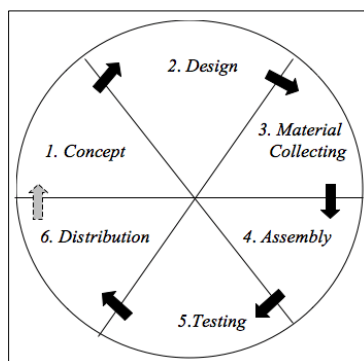 1. Concept
2. Design
3. Material
Collecting
4. Assembly
5.Testing
6. Distribution